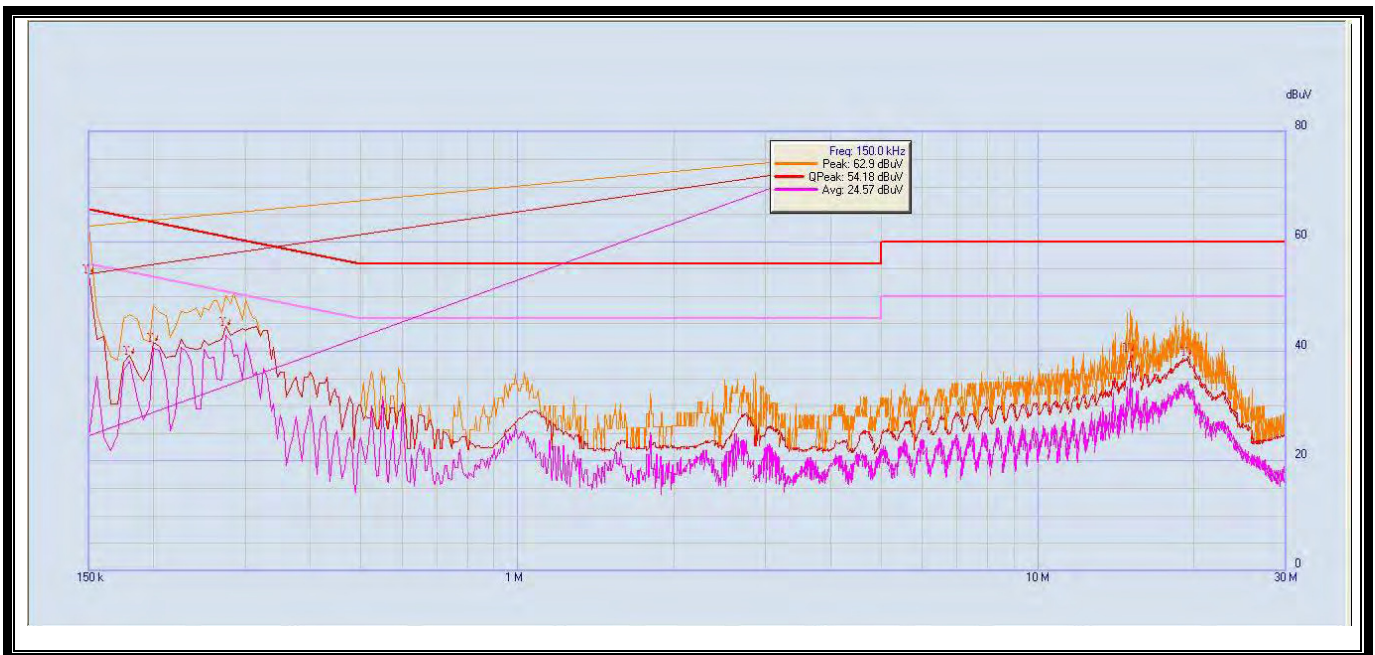 dBuV
80
Freq: 150.0 kHz
Peak: 62.9 dBuV
QPeak: 54.18 dBuV
Avg: 24.57 dBuV
60
40
20
0
150 k
1 M
10 M
30 M